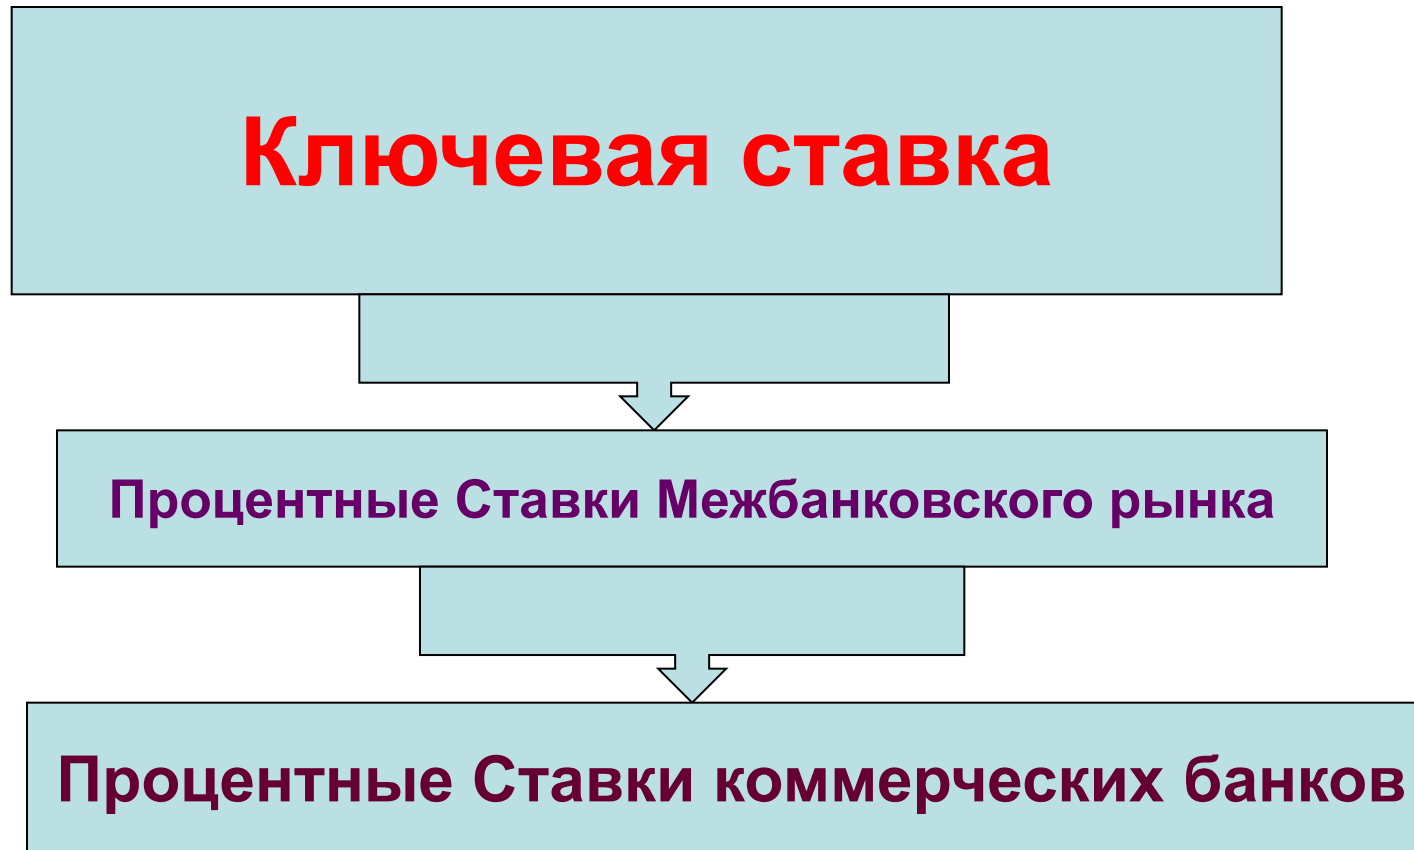 Ключевая ставка
Процентные Ставки Межбанковского рынка
Процентные Ставки коммерческих банков